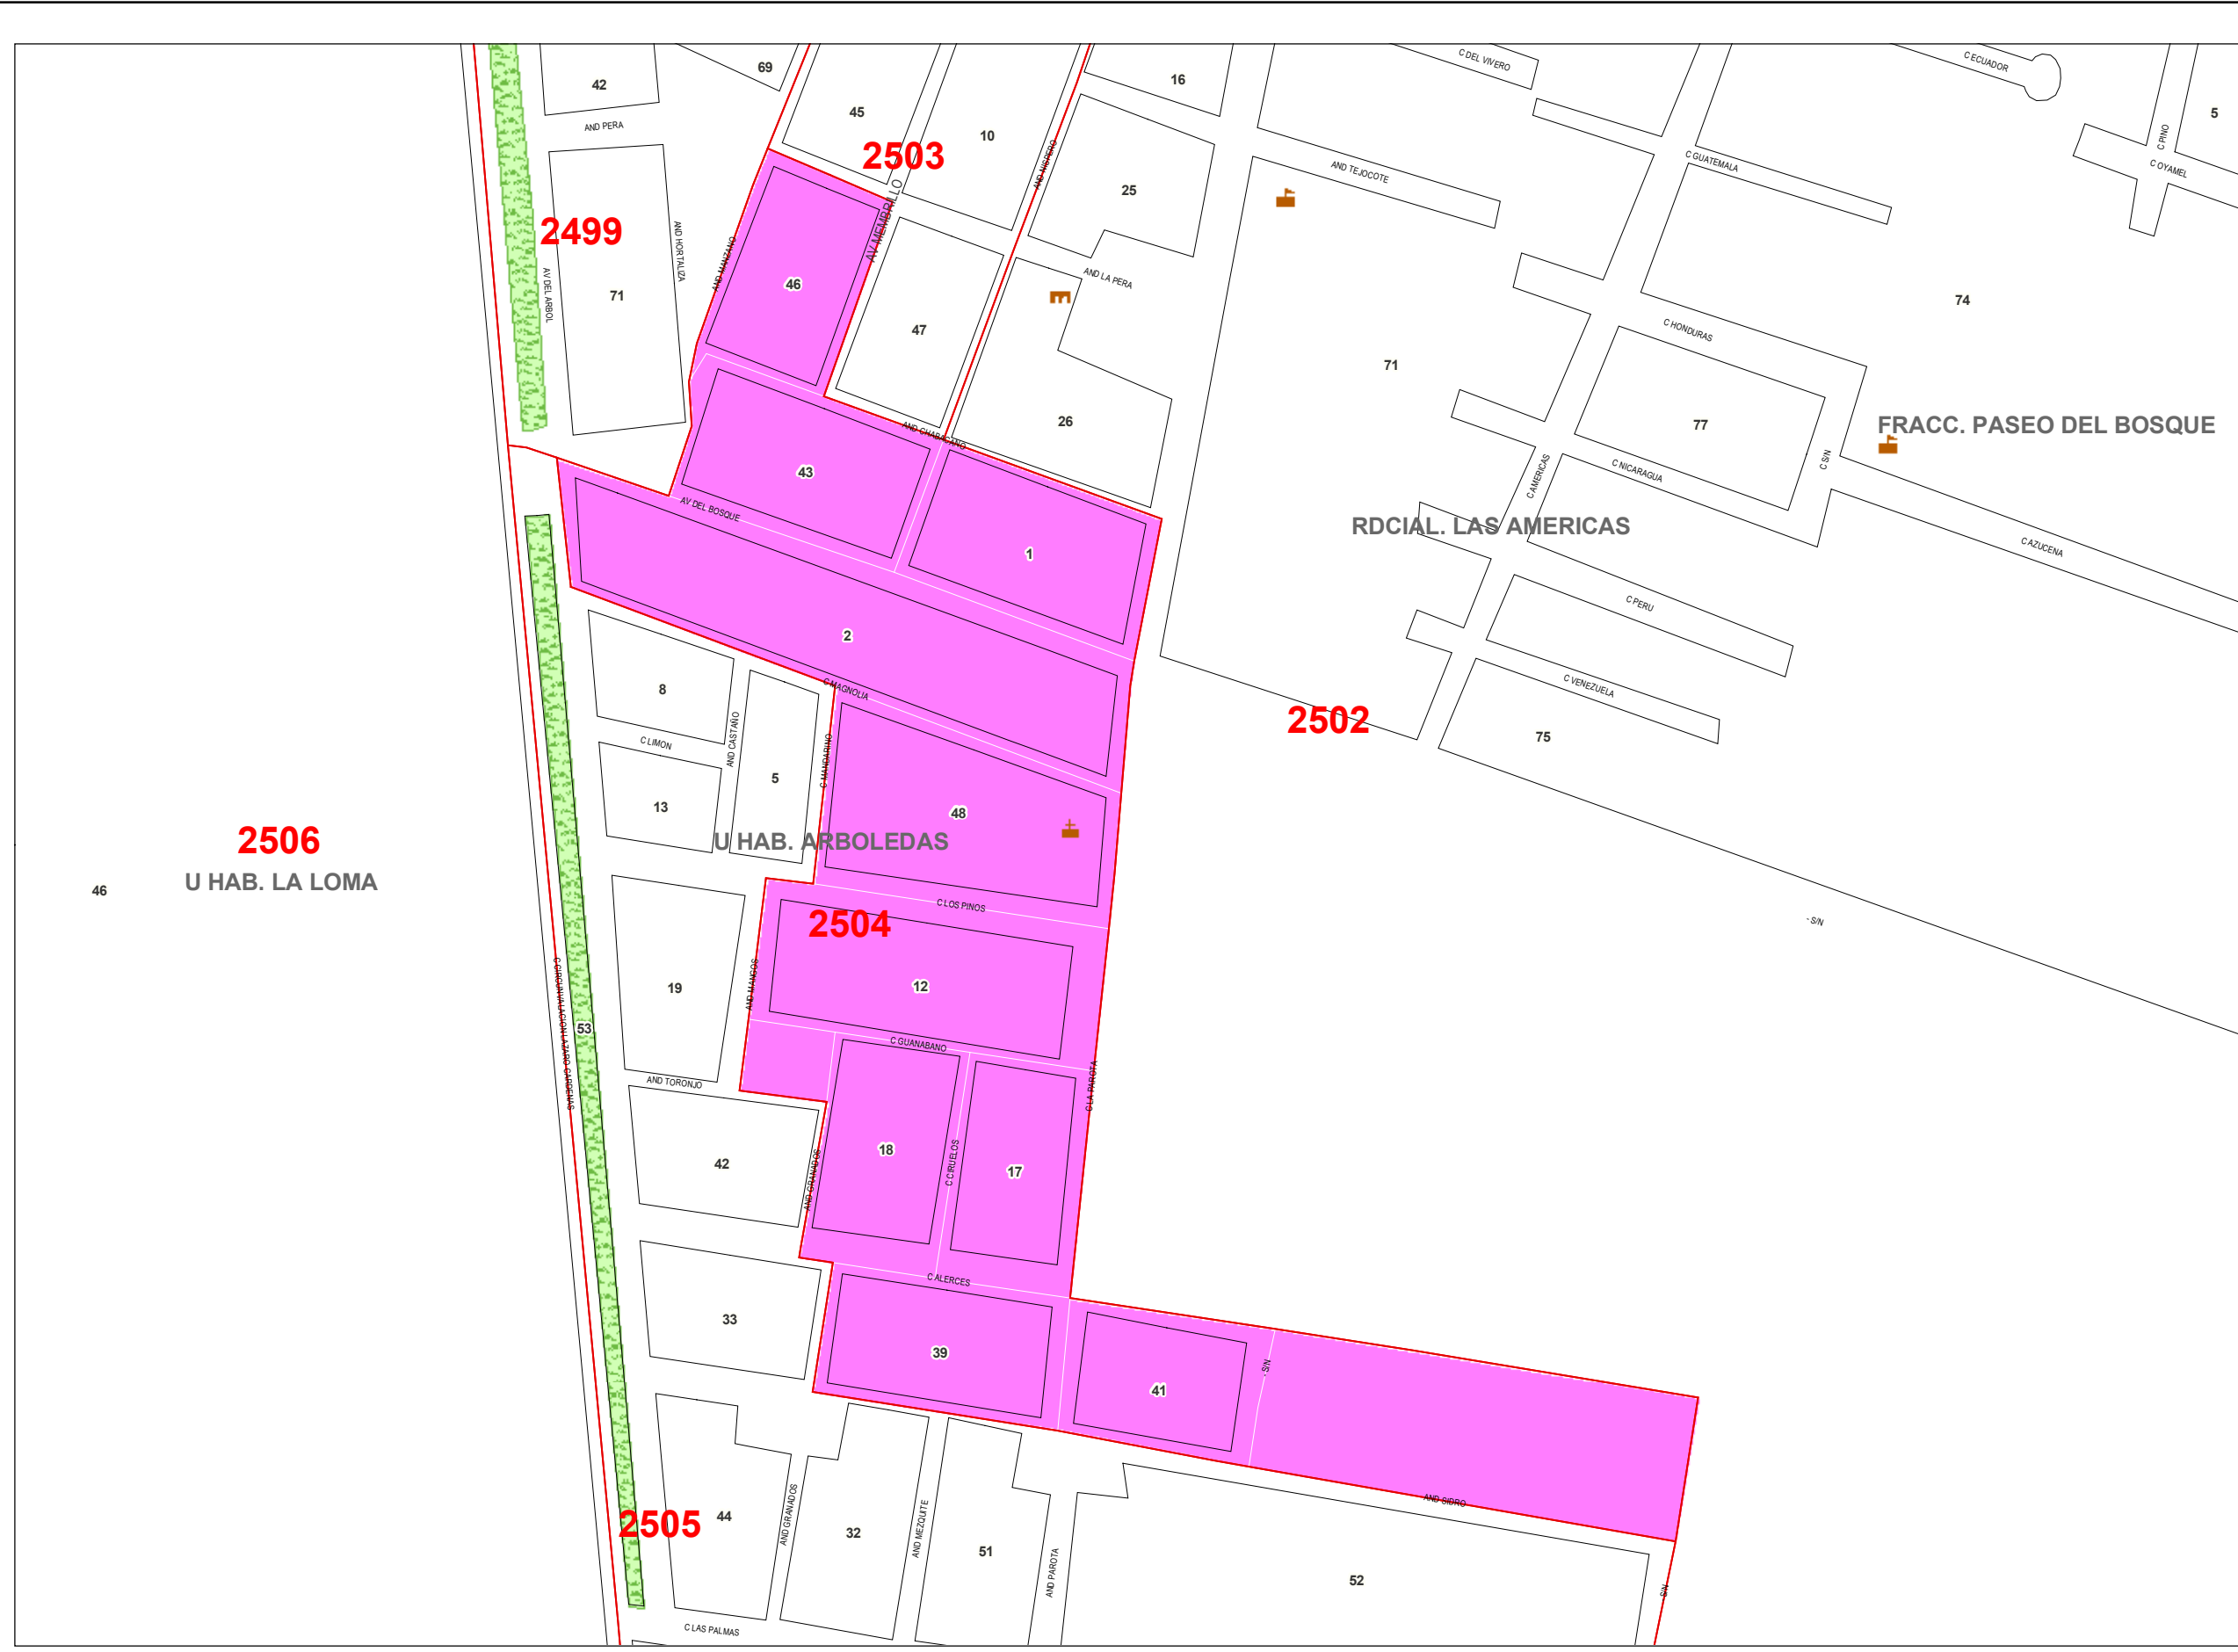 69
42
45
16
C DEL VIVERO
C ECUADOR
5
AND PERA
10
C PINO
2503
AND NISPERO
C GUATEMALA
C OYAMEL
AND TEJOCOTE
25
AV MEMBRILLO
2499
AND HORTALIZA
AND MANZANO
AND LA PERA
AV DEL ARBOL
71
46
47
74
C HONDURAS
71
26
77
FRACC. PASEO DEL BOSQUE
AND CHABACANO
43
C S/N
C NICARAGUA
C AMERICAS
AV DEL BOSQUE
RDCIAL. LAS AMERICAS
C AZUCENA
1
C PERU
2
8
C MAGNOLIA
C VENEZUELA
2502
C LIMON
AND CASTAÑO
C MANDARINO
75
5
13
48
2506
U HAB. ARBOLEDAS
U HAB. LA LOMA
46
C LOS PINOS
2504
- S/N
19
AND MANGOS
12
53
C CIRCUNVALACION LAZARO CARDENAS
C GUANABANO
C LA PAROTA
AND TORONJO
42
AND GRANADOS
18
C CIRUELOS
17
C ALERCES
33
39
41
- S/N
2505
44
AND GRANADOS
32
AND MEZQUITE
51
AND PAROTA
AND SIDRO
52
- S/N
C LAS PALMAS